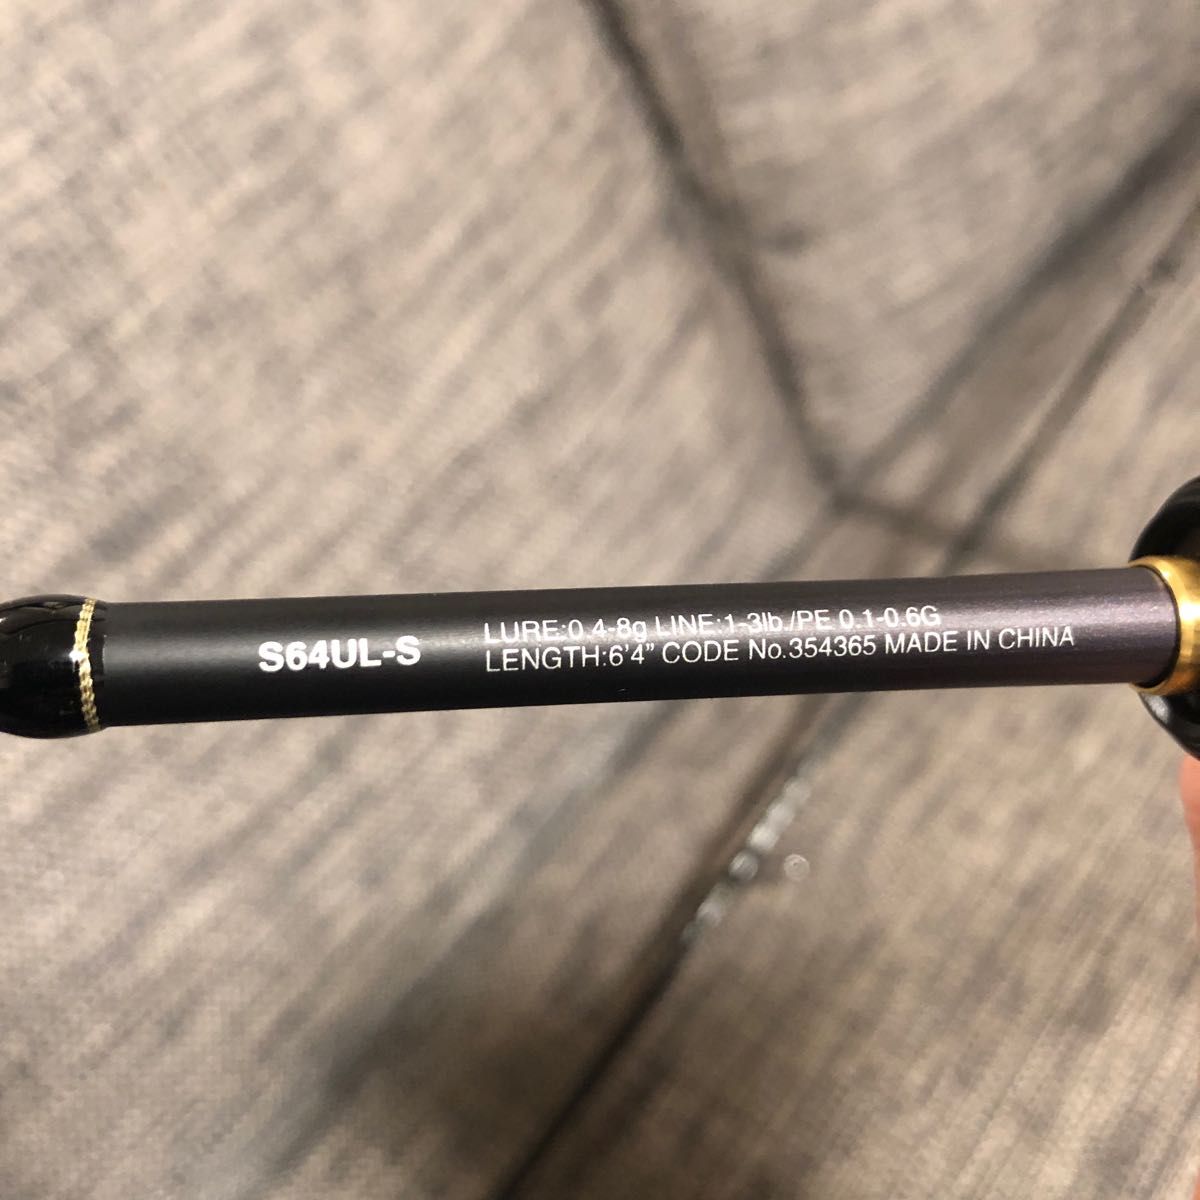 S64UL-S
LURE:0.4-8g LINE:1-3lb./PE 0.1-0.6G
LENGTH:6'4” CODE No.354365 MADE IN CHINA